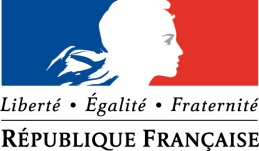 Liberté • Égalité • Fraternité
RÉPUBLIQUE FRANÇAISE